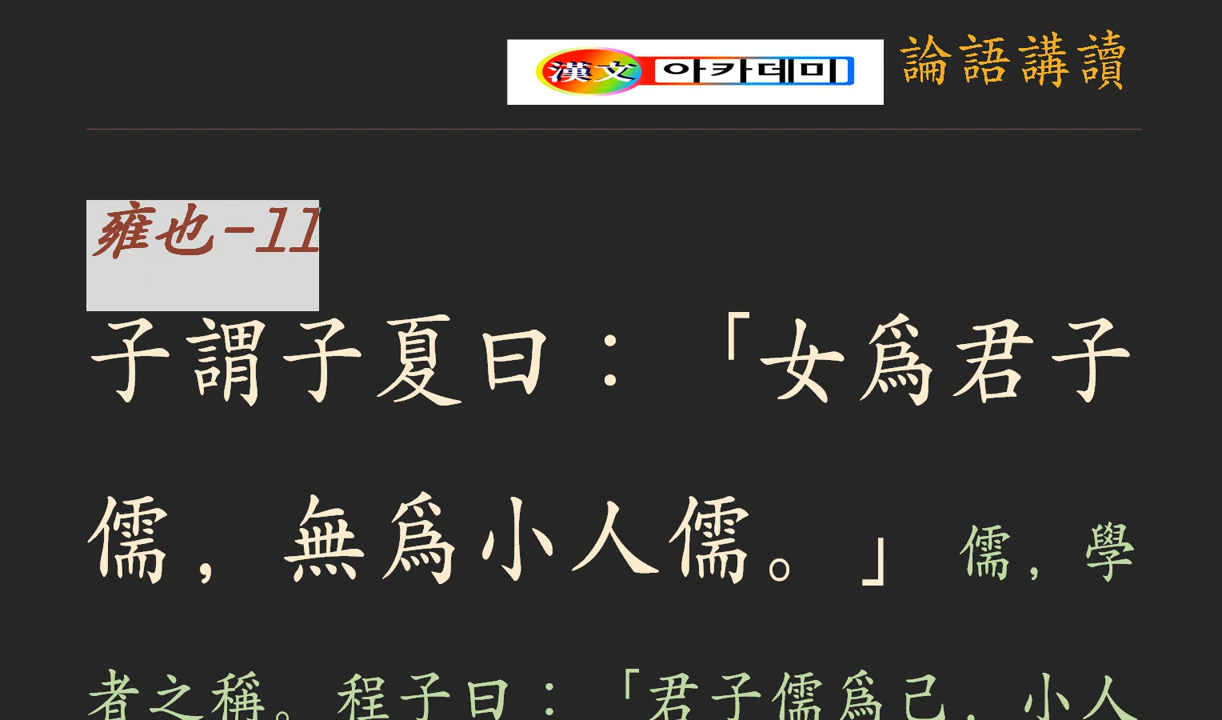 漢文 아카데미 論語講讀
雍也-11
子謂子夏曰：「女爲君子
儒，無爲小人儒。」儒，學
者之稱。程子曰：「君子儒爲己，小人